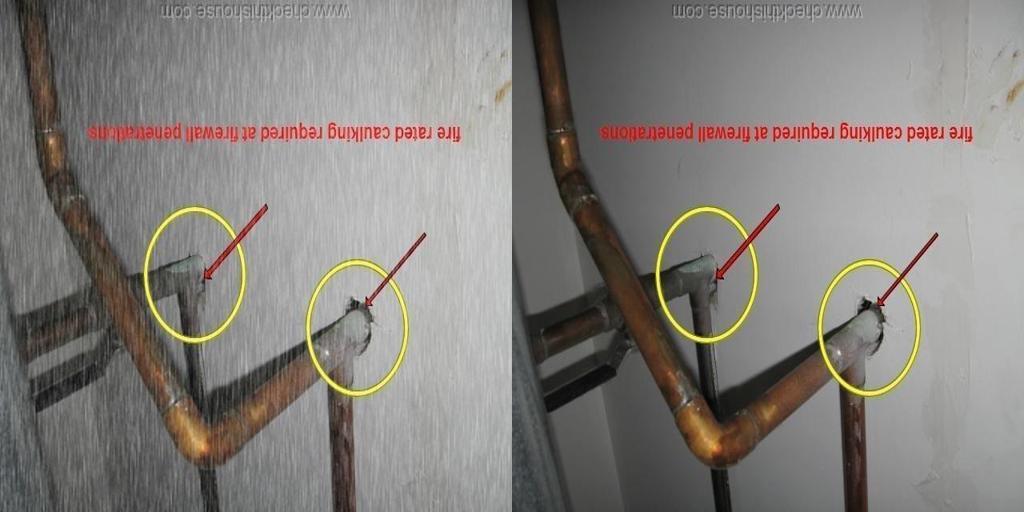 www.checkthishouse.com
www.checkthishouse.com
fire rated caulking required at firewall penetrations
fire rated caulking required at firewall penetrations